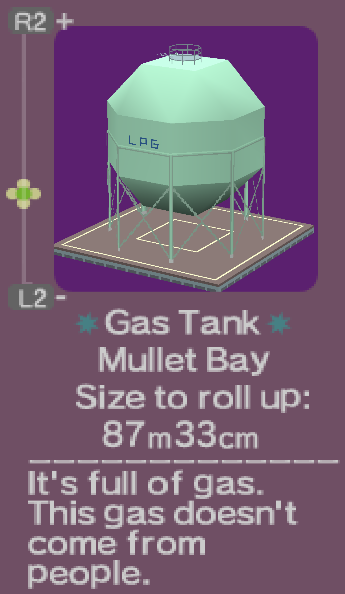 R2 +
LPG
L2 -
Gas Tank
Mullet Bay
Size to roll up:
87m33cm
It's full of gas.
This gas doesn't
come from
people.